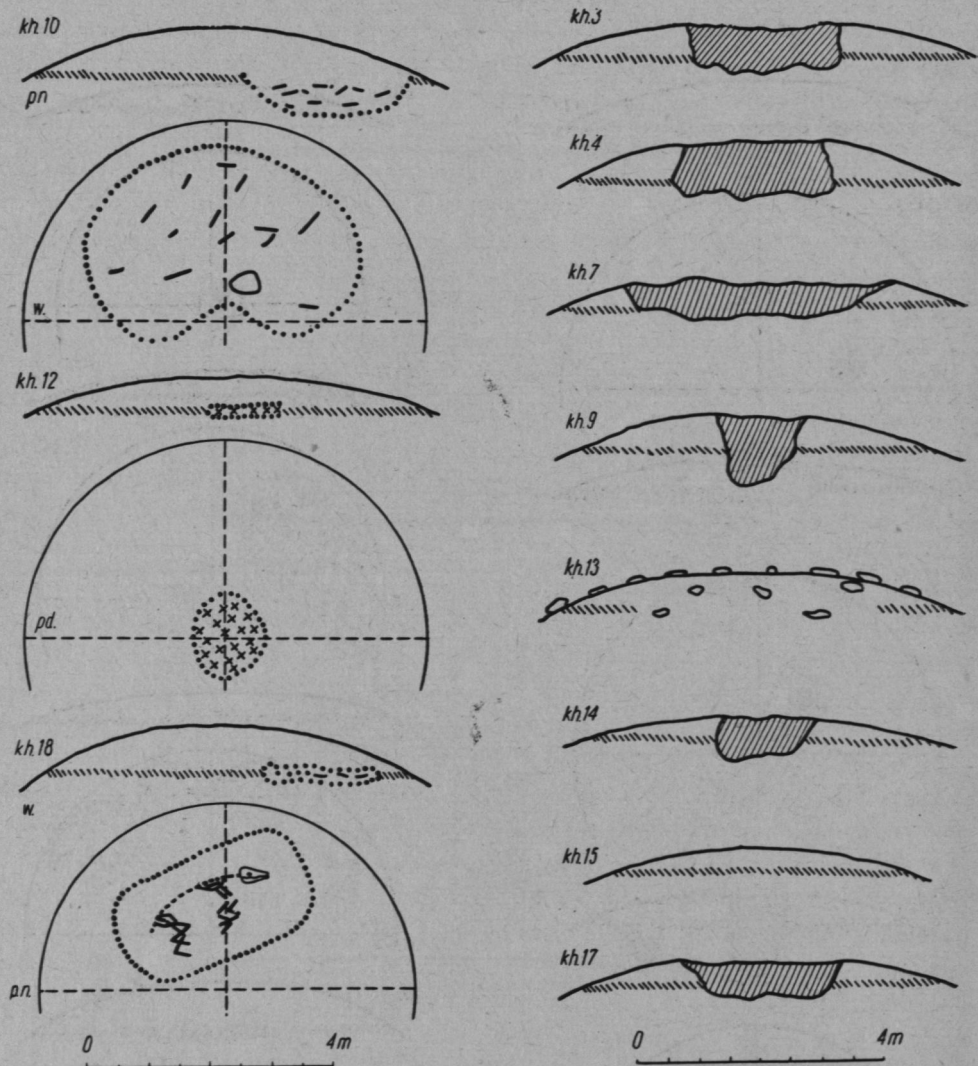 kh.10
pn
w.
kh.12
pd.
kh.18
w.
p.n.
0 4m
kh.3
kh.4
kh.7
kh.9
kh.13
kh.14
kh.15
kh.17
0 4m